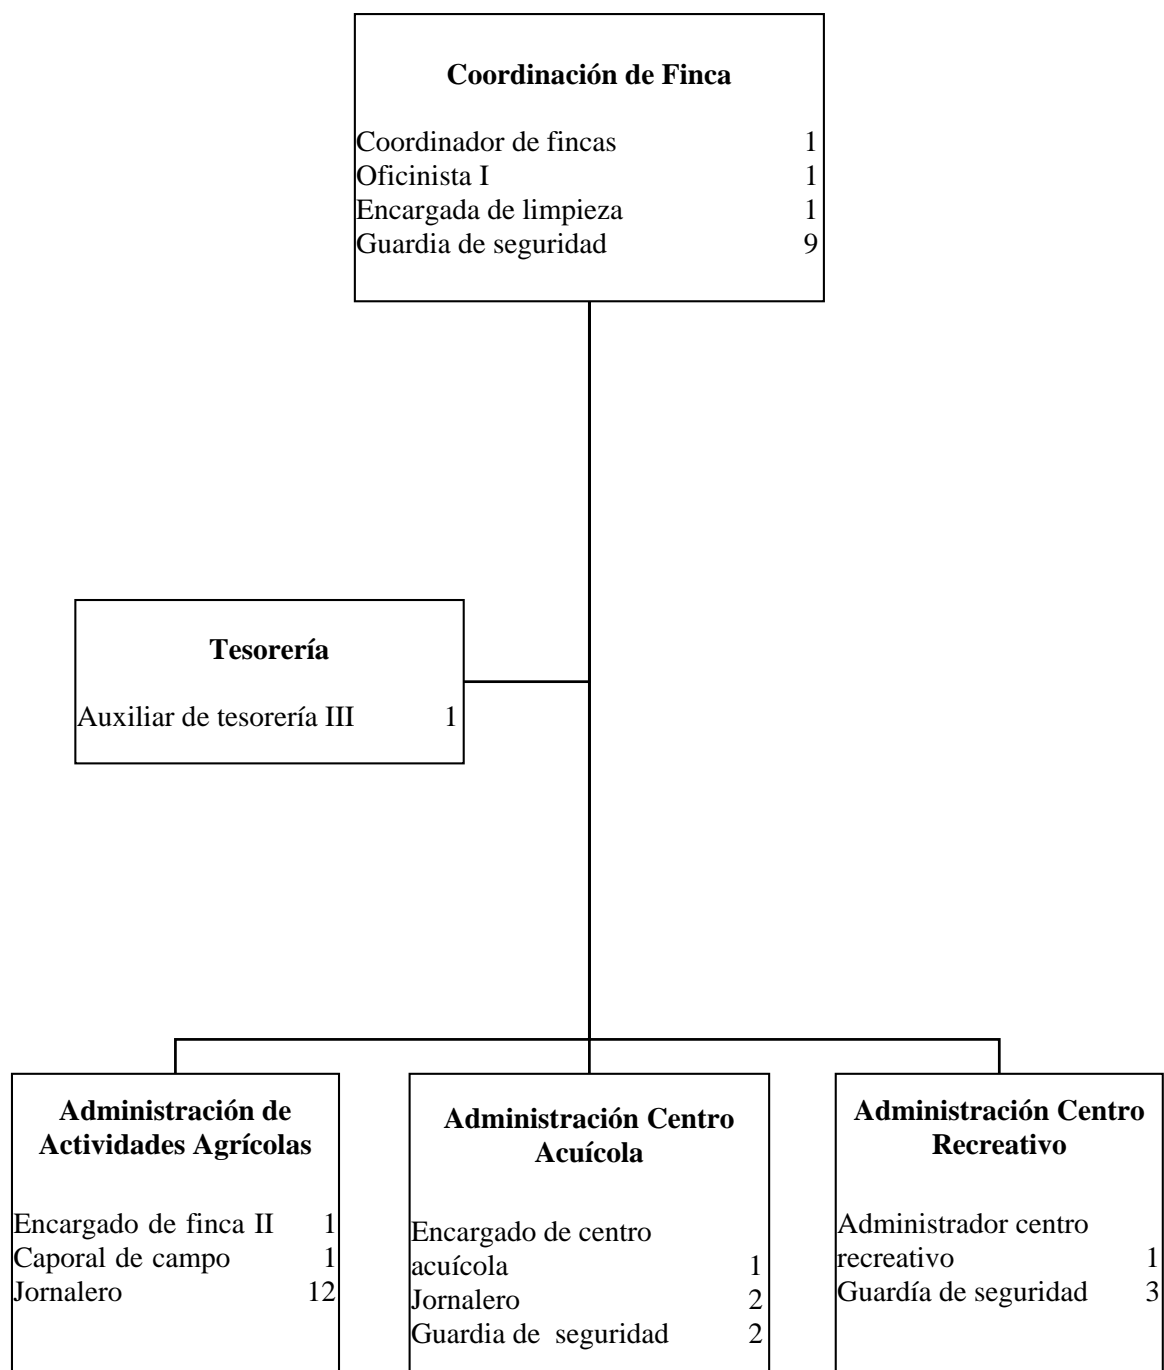 Coordinación de Finca
Coordinador de fincas 1
Oficinista I 1
Encargada de limpieza 1
Guardia de seguridad 9
Tesorería
Auxiliar de tesorería III 1
Administración de
Actividades Agrícolas
Encargado de finca II 1
Caporal de campo 1
Jornalero 12
Administración Centro
Acuícola
Encargado de centro
acuícola 1
Jornalero 2
Guardia de seguridad 2
Administración Centro
Recreativo
Administrador centro
recreativo 1
Guardía de seguridad 3